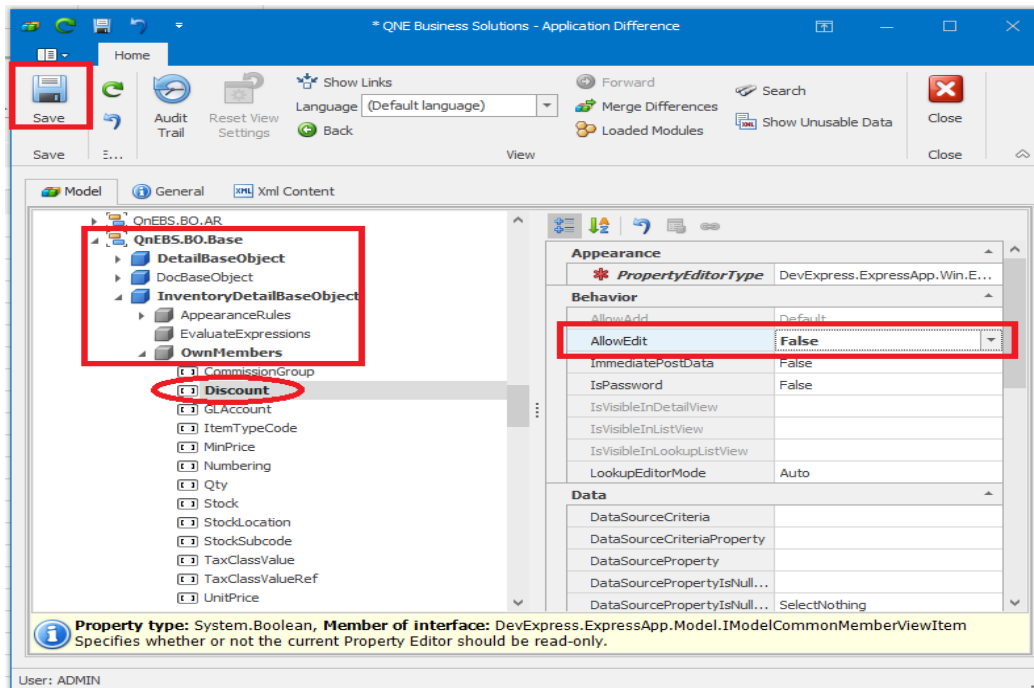 * QNE Business Solutions - Application Difference
Home
Save
Audit Trail
Reset View Settings
Show Links
Language (Default language)
Back
Forward
Merge Differences
Loaded Modules
Search
Show Unusable Data
Close
Save
E...
View
Close
Model
General
XML Xml Content
QnEBS.BO.AR
QnEBS.BO.Base
DetailBaseObject
DocBaseObject
InventoryDetailBaseObject
AppearanceRules
EvaluateExpressions
OwnMembers
CommissionGroup
Discount
GLAccount
ItemTypeCode
MinPrice
Numbering
Qty
Stock
StockLocation
StockSubcode
TaxClassValue
TaxClassValueRef
UnitPrice
Appearance
PropertyEditorType DevExpress.ExpressApp.Win.E...
Behavior
AllowAdd Default
AllowEdit False
ImmediatePostData False
IsPassword False
IsVisibleInDetailView
IsVisibleInListView
IsVisibleInLookupListView
LookupEditorMode Auto
Data
DataSourceCriteria
DataSourceCriteriaProperty
DataSourceProperty
DataSourcePropertyIsNull...
DataSourcePropertyIsNull... SelectNothing
Property type: System.Boolean, Member of interface: DevExpress.ExpressApp.Model.IModelCommonMemberViewItem
Specifies whether or not the current Property Editor should be read-only.
User: ADMIN